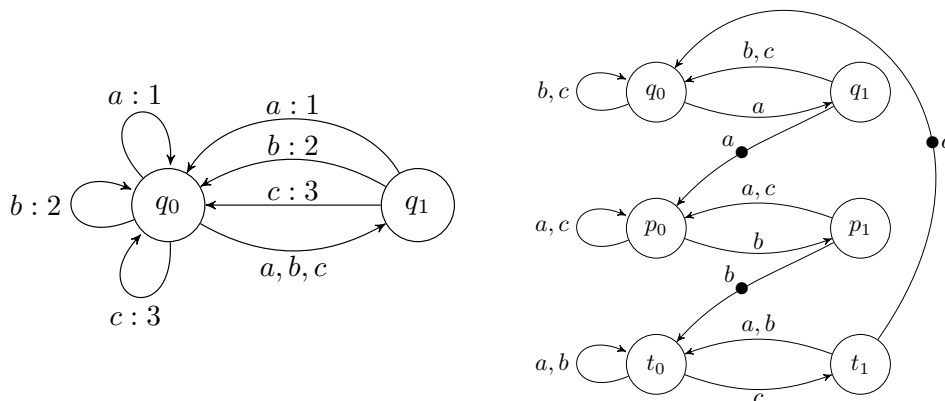 a : 1
b : 2
c : 3
q0
a : 1
b : 2
c : 3
a, b, c
q1
b, c
q0
b, c
a
q1
a
a, c
p0
a, c
b
p1
b
a, b
t0
a, b
c
t1